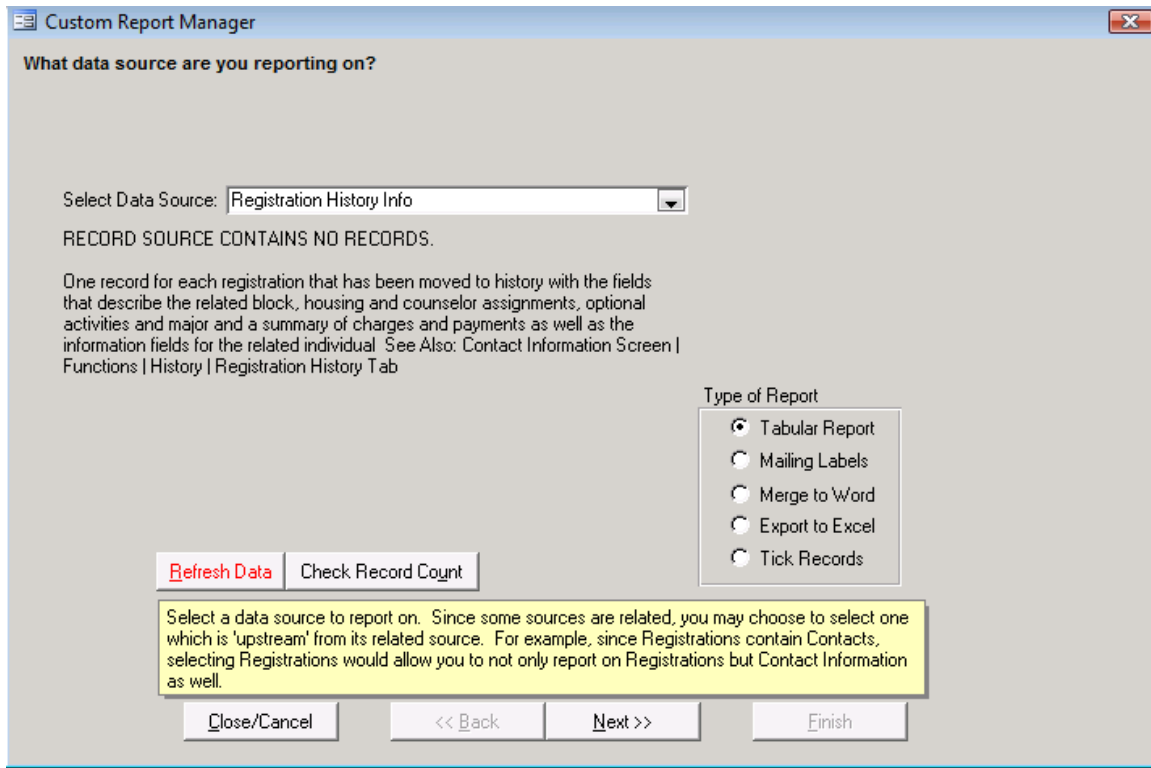 Custom Report Manager
What data source are you reporting on?
Select Data Source: Registration History Info
RECORD SOURCE CONTAINS NO RECORDS.
One record for each registration that has been moved to history with the fields
that describe the related block, housing and counselor assignments, optional
activities and major and a summary of charges and payments as well as the
information fields for the related individual  See Also: Contact Information Screen |
Functions | History | Registration History Tab
Type of Report
Tabular Report
Mailing Labels
Merge to Word
Export to Excel
Tick Records
Refresh Data
Check Record Count
Select a data source to report on.  Since some sources are related, you may choose to select one
which is 'upstream' from its related source.  For example, since Registrations contain Contacts,
selecting Registrations would allow you to not only report on Registrations but Contact Information
as well.
Close/Cancel
<< Back
Next >>
Finish